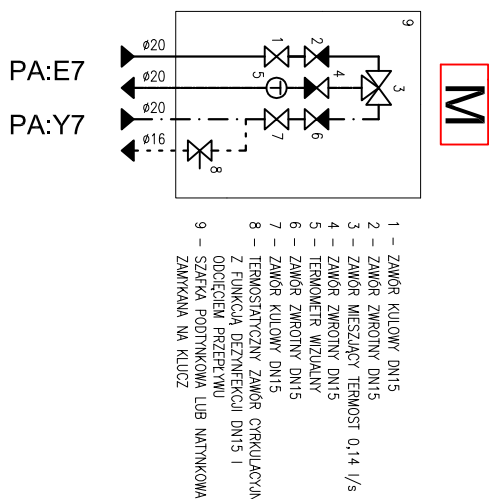 M
PA:E7
PA:Y7
ø20
ø20
ø20
ø16
1
2
3
4
5
6
7
8
9
1 – ZAWÓR KULOWY DN15
2 – ZAWÓR ZWROTNY DN15
3 – ZAWÓR MIESZJĄCY TERMOST 0,14 l/s
4 – ZAWÓR ZWROTNY DN15
5 – TERMOMETR WIZUALNY
6 – ZAWÓR ZWROTNY DN15
7 – ZAWÓR KULOWY DN15
8 – TERMOSTATYCZNY ZAWÓR
Z FUNKCJĄ DEZYNFEKCJI DN15 I
ODCIĘCIEM PRZEPŁYWU
9 – SZAFKA PODTYNKOWA LUB NATYNKOWA
ZAMYKANA NA KLUCZ
T